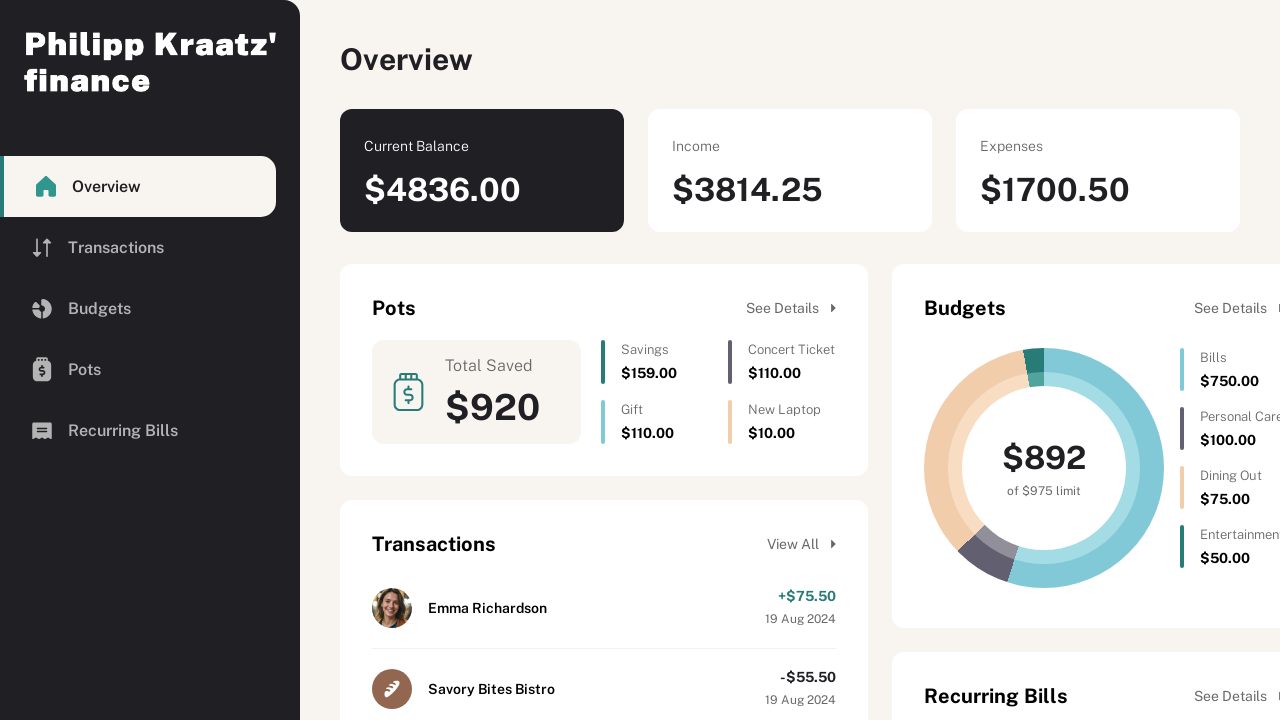 Philipp Kraatz'
finance
Overview
Transactions
Budgets
Pots
Recurring Bills
Overview
Current Balance
$4836.00
Income
$3814.25
Expenses
$1700.50
Pots
See Details
Total Saved
$920
Savings
$159.00
Concert Ticket
$110.00
Gift
$110.00
New Laptop
$10.00
Transactions
View All
Emma Richardson
+$75.50
19 Aug 2024
Savory Bites Bistro
-$55.50
19 Aug 2024
Budgets
See Details
$892
of $975 limit
Bills
$750.00
Personal Care
$100.00
Dining Out
$75.00
Entertainmen
$50.00
Recurring Bills
See Details